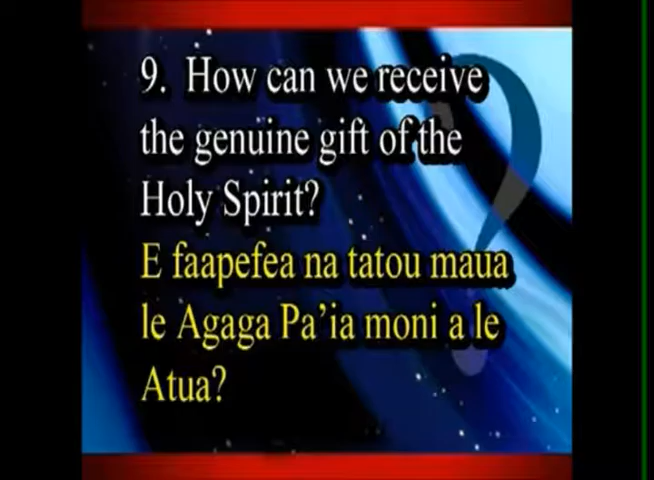 9. How can we receive
the genuine gift of the
Holy Spirit?
E faapefea na tatou maua
le Agaga Pa’ia moni a le
Atua?